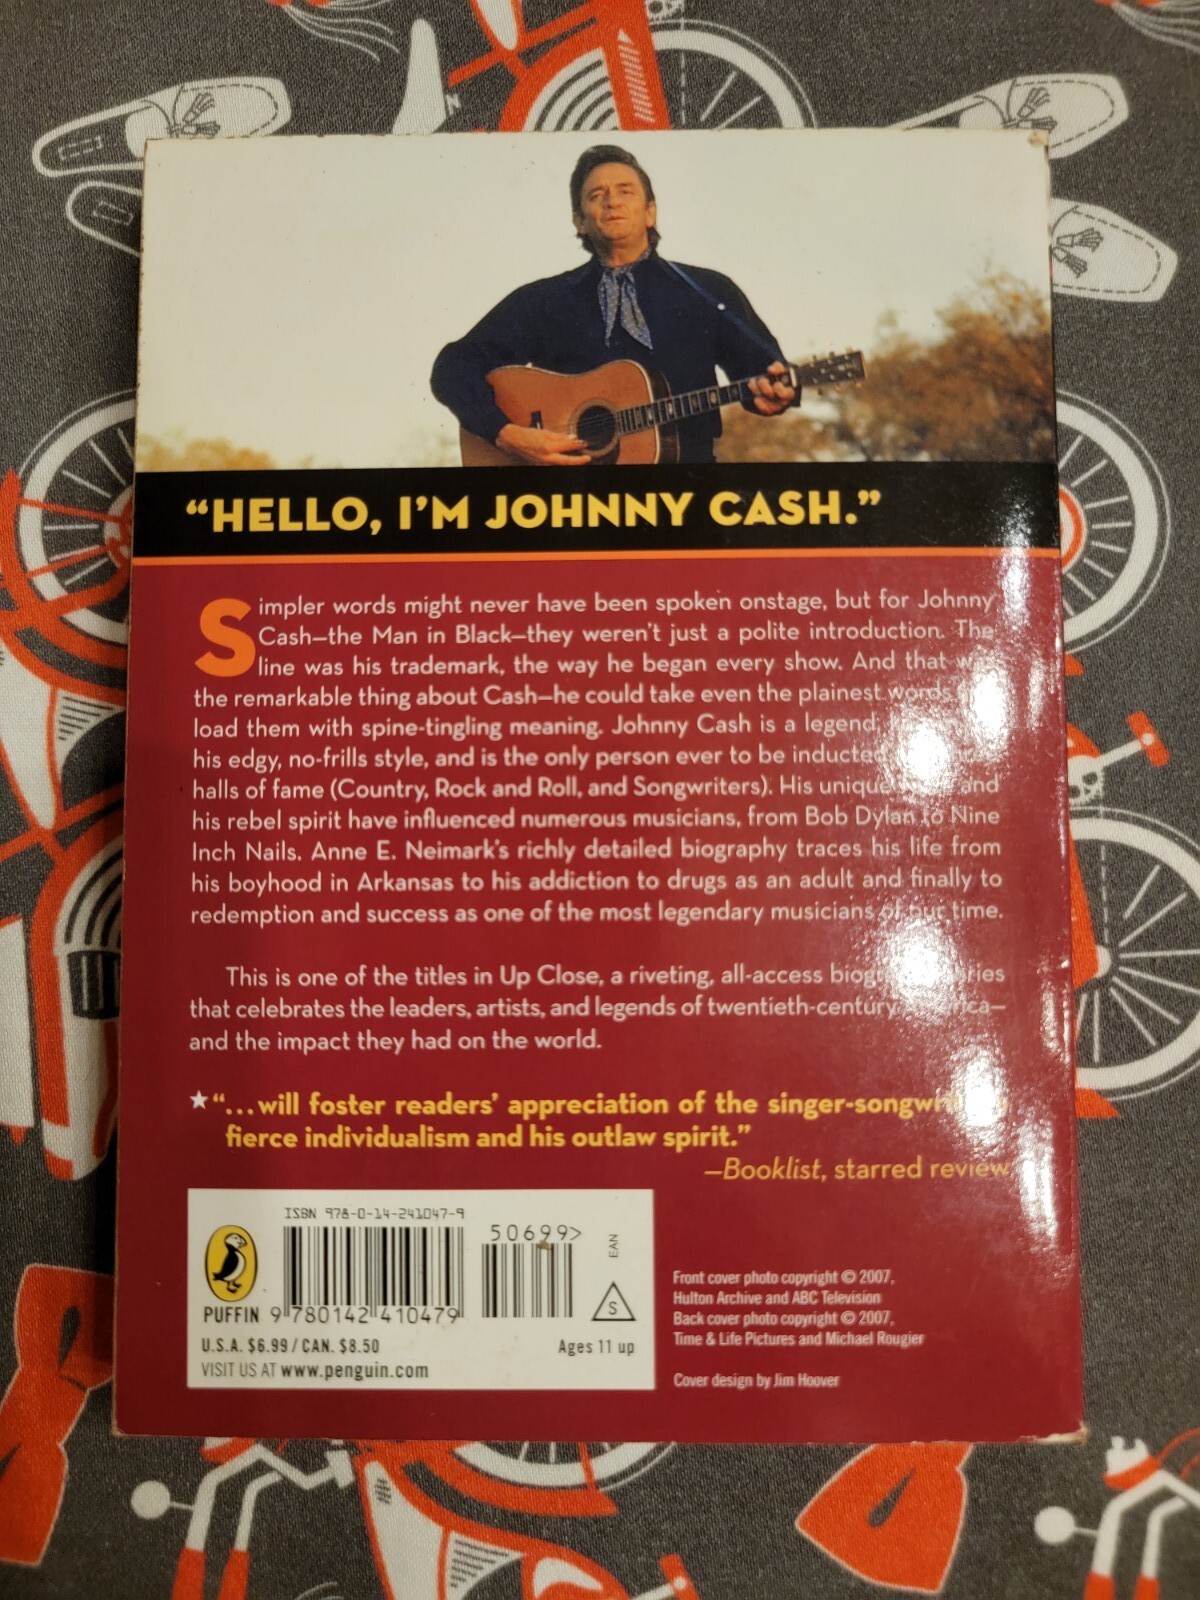 “HELLO, I’M JOHNNY CASH.”
Simpler words might never have been spoken onstage, but for Johnny
Cash—the Man in Black—they weren’t just a polite introduction. The
line was his trademark, the way he began every show. And that was
the remarkable thing about Cash—he could take even the plainest words
load them with spine-tingling meaning. Johnny Cash is a legend,
his edgy, no-frills style, and is the only person ever to be inducted
halls of fame (Country, Rock and Roll, and Songwriters). His unique and
his rebel spirit have influenced numerous musicians, from Bob Dylan to Nine
Inch Nails. Anne E. Neimark’s richly detailed biography traces his life from
his boyhood in Arkansas to his addiction to drugs as an adult and finally to
redemption and success as one of the most legendary musicians of our time.
This is one of the titles in Up Close, a riveting, all-access
that celebrates the leaders, artists, and legends of twentieth-century
and the impact they had on the world.
★“...will foster readers’ appreciation of the
fierce individualism and his outlaw spirit.”
—Booklist, starred review
ISBN 978-0-14-241047-9
50699>
EAN
S
PUFFIN 9 780142 410479
U.S.A. $6.99 / CAN. $8.50
Ages 11 up
VISIT US AT www.penguin.com
Front cover photo copyright © 2007,
Hulton Archive and ABC Television
Back cover photo copyright © 2007,
Time & Life Pictures and Michael Rougier
Cover design by Jim Hoover